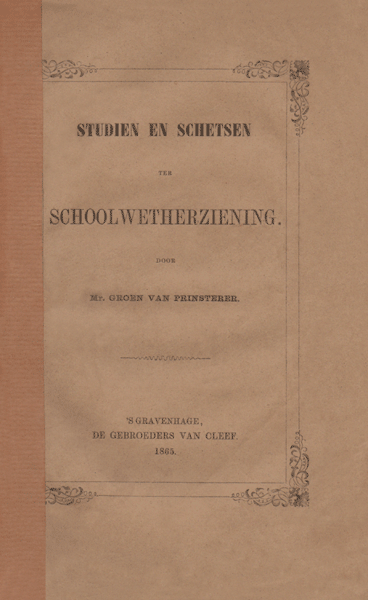 STUDIEN EN SCHETSEN
TER
SCHOOLWETHERZIENING.
DOOR
Mr. GROEN VAN PRINSTERER.
'S GRAVENHAGE,
DE GEBROEDERS VAN CLEEF.
1865.